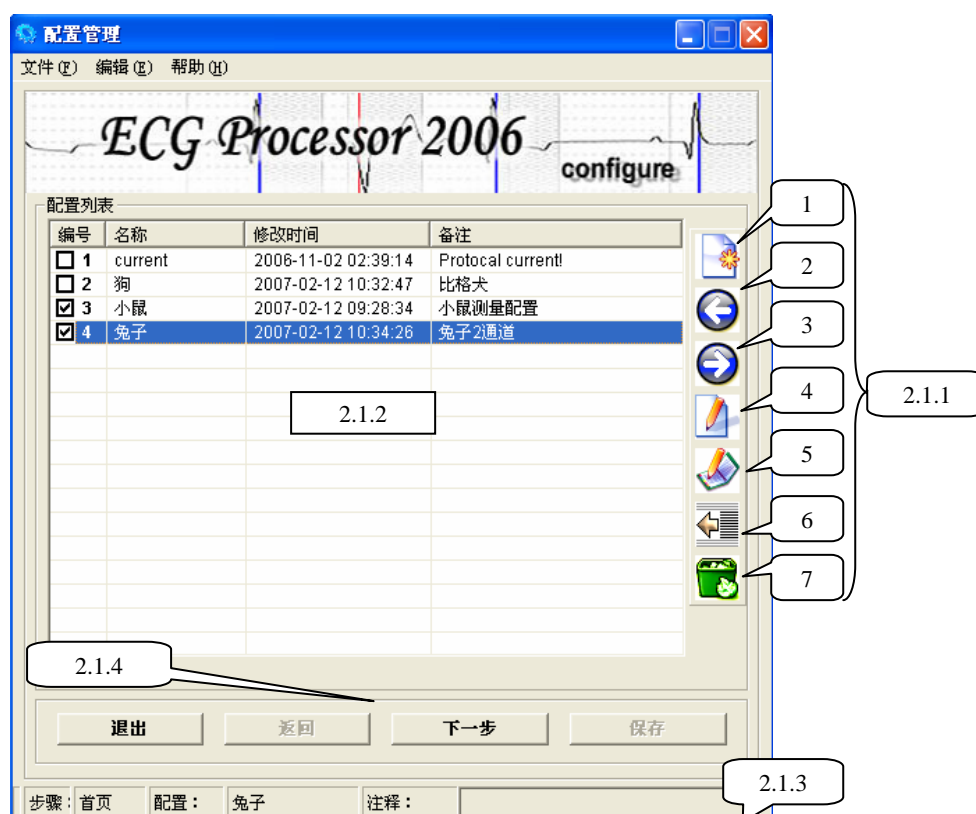 配置管理
文件(F) 编辑(E) 帮助(H)
ECG Processor 2006
configure
配置列表
编号 名称 修改时间 备注
1 current 2006-11-02 02:39:14 Protocal current!
2 狗 2007-02-12 10:32:47 比格犬
3 小鼠 2007-02-12 09:28:34 小鼠测量配置
4 兔子 2007-02-12 10:34:26 兔子2通道
1
2
3
4
5
6
7
2.1.1
2.1.2
2.1.4
退出 返回 下一步 保存
2.1.3
步骤: 首页 配置: 兔子 注释: